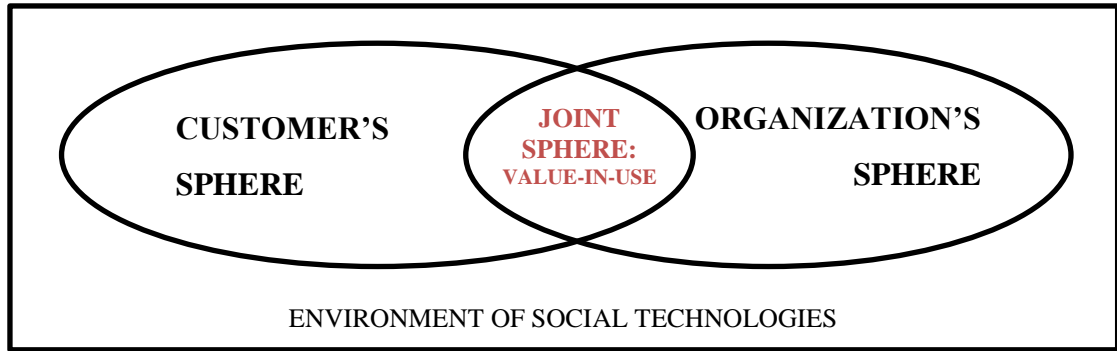 CUSTOMER'S
SPHERE
JOINT
SPHERE:
VALUE-IN-USE
ORGANIZATION'S
SPHERE
ENVIRONMENT OF SOCIAL TECHNOLOGIES